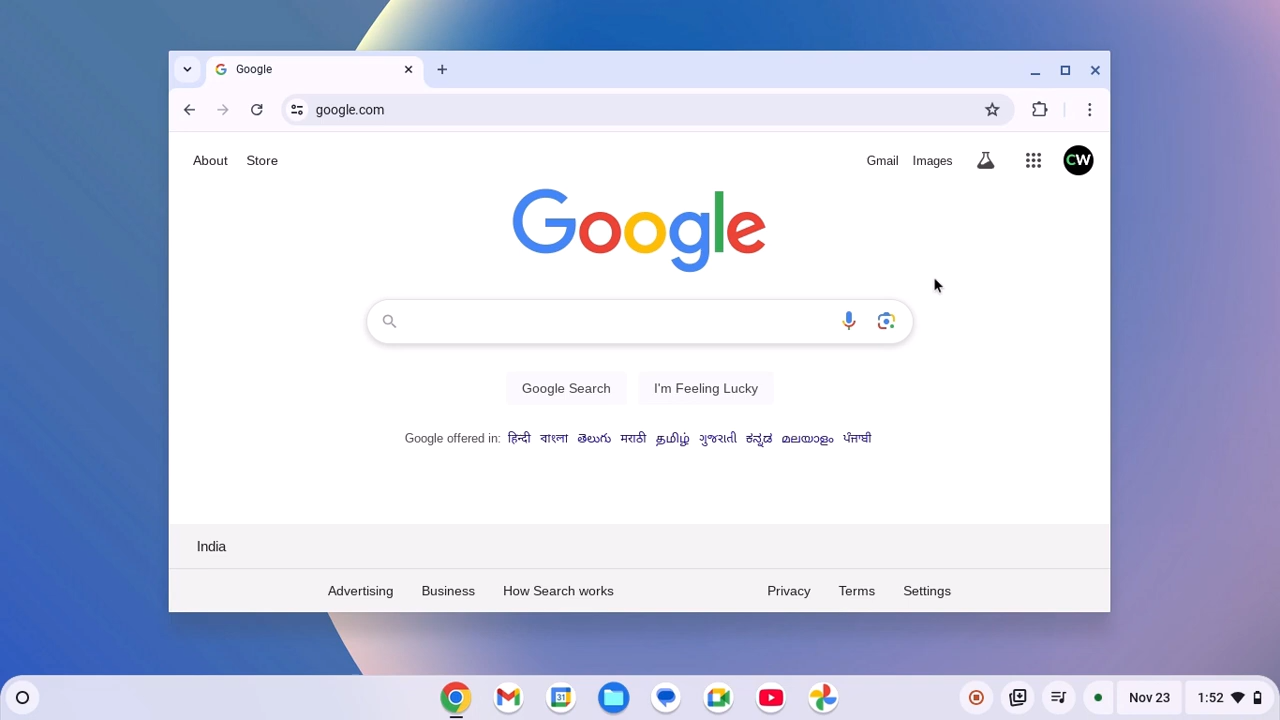 Google
google.com
About Store Gmail Images CW
Google
Google Search I'm Feeling Lucky
Google offered in: हिन्दी বাংলা తెలుగు मराठी தமிழ் ગુજરાતી ಕನ್ನಡ മലയാളം ਪੰਜਾਬੀ
India
Advertising Business How Search works Privacy Terms Settings
31 Nov 23 1:52